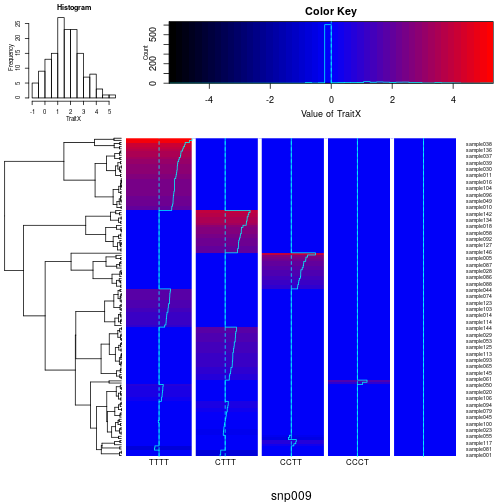 Histogram
Frequency
0 5 10 15 20 25
-1 0 1 2 3 4 5
TraitX
Color Key
Count
0 200 500
-4 -2 0 2 4
Value of TraitX
sample038
sample136
sample037
sample039
sample030
sample011
sample016
sample104
sample096
sample049
sample010
sample142
sample134
sample018
sample058
sample092
sample127
sample146
sample005
sample087
sample028
sample086
sample088
sample044
sample074
sample123
sample103
sample014
sample114
sample144
sample029
sample053
sample125
sample113
sample093
sample065
sample145
sample061
sample050
sample020
sample106
sample094
sample079
sample045
sample100
sample023
sample055
sample117
sample081
sample001
TTTT CTTT CCTT CCCT
snp009